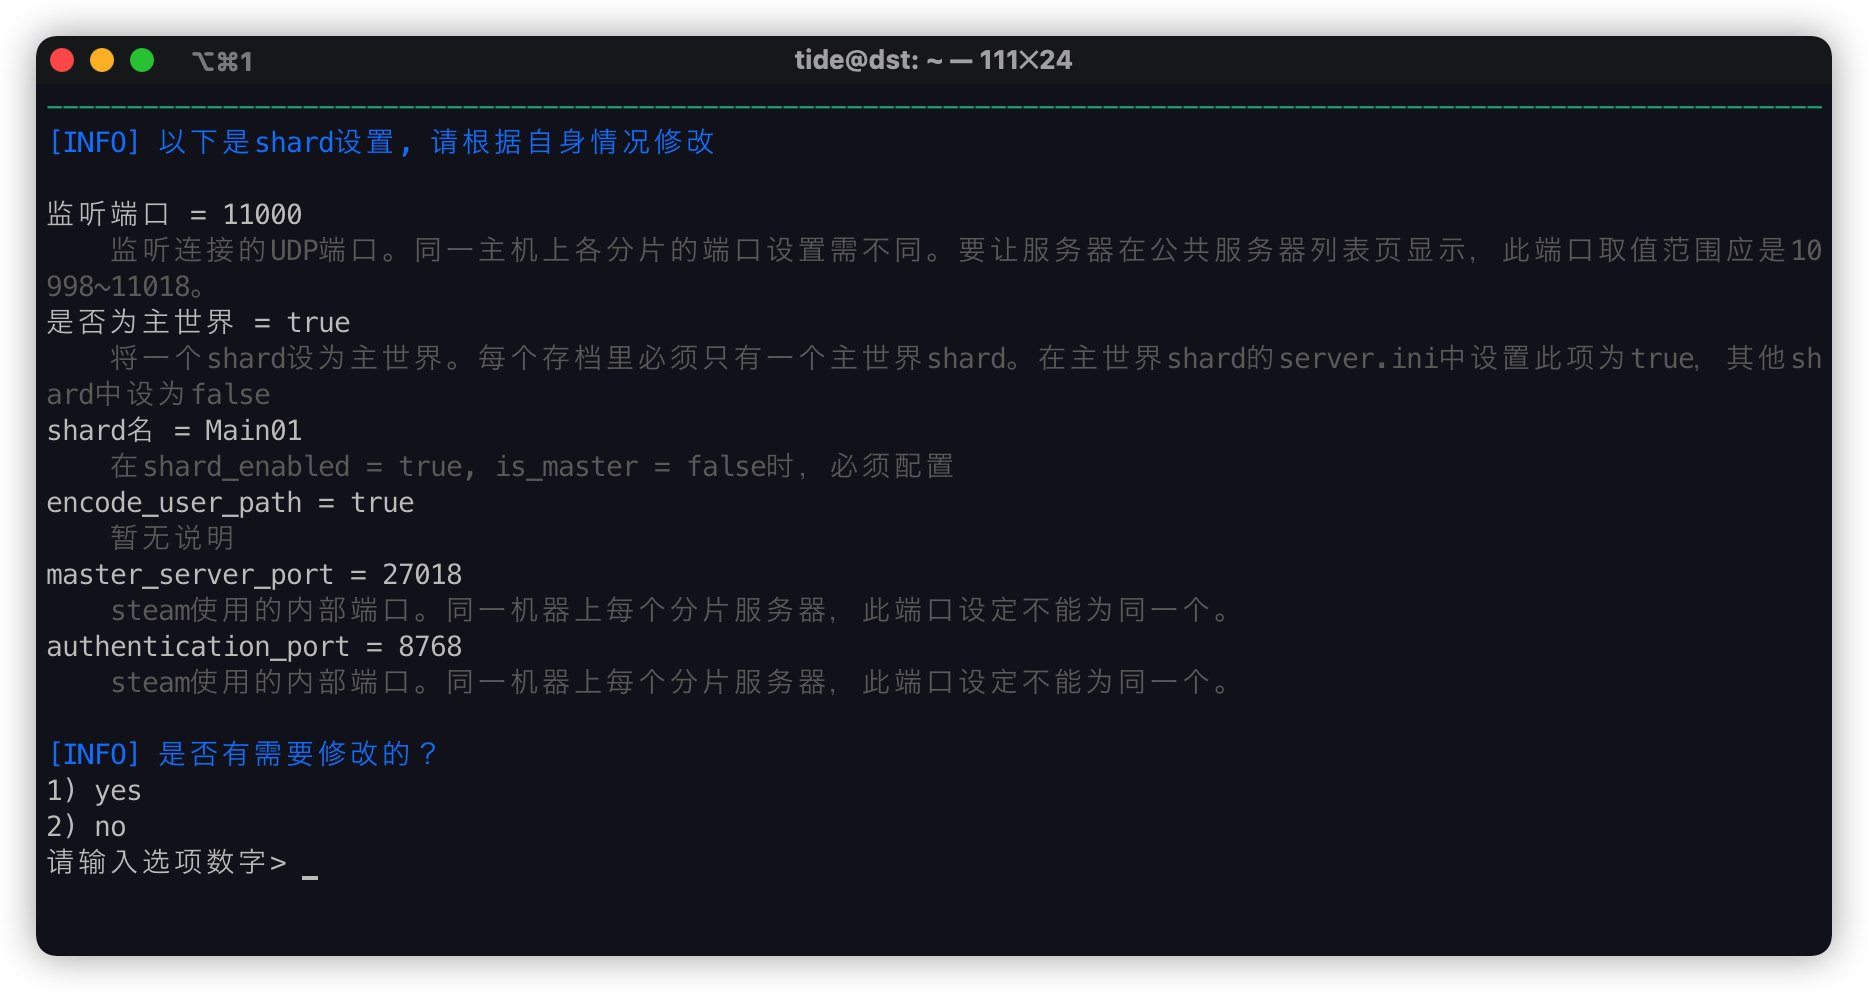 ⌥⌘1
tide@dst: ~ — 111×24
[INFO] 以下是shard设置, 请根据自身情况修改
监听端口 = 11000
监听连接的UDP端口。同一主机上各分片的端口设置需不同。要让服务器在公共服务器列表页显示, 此端口取值范围应是10
998~11018。
是否为主世界 = true
将一个shard设为主世界。每个存档里必须只有一个主世界shard。在主世界shard的server.ini中设置此项为true, 其他sh
ard中设为false
shard名 = Main01
在shard_enabled = true, is_master = false时, 必须配置
encode_user_path = true
暂无说明
master_server_port = 27018
steam使用的内部端口。同一机器上每个分片服务器, 此端口设定不能为同一个。
authentication_port = 8768
steam使用的内部端口。同一机器上每个分片服务器, 此端口设定不能为同一个。
[INFO] 是否有需要修改的？
1) yes
2) no
请输入选项数字> _